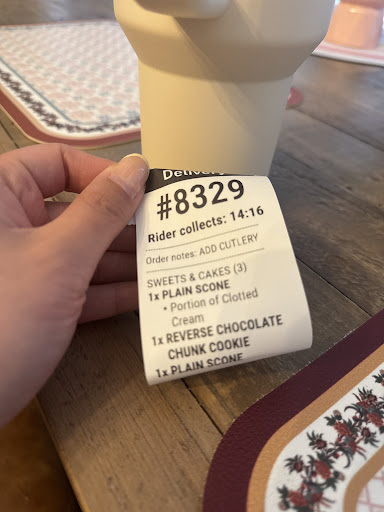 Delivery
#8329
Rider collects: 14:16
Order notes: ADD CUTLERY
SWEETS & CAKES (3)
1x PLAIN SCONE
• Portion of Clotted
Cream
1x REVERSE CHOCOLATE
CHUNK COOKIE
1x PLAIN SCONE